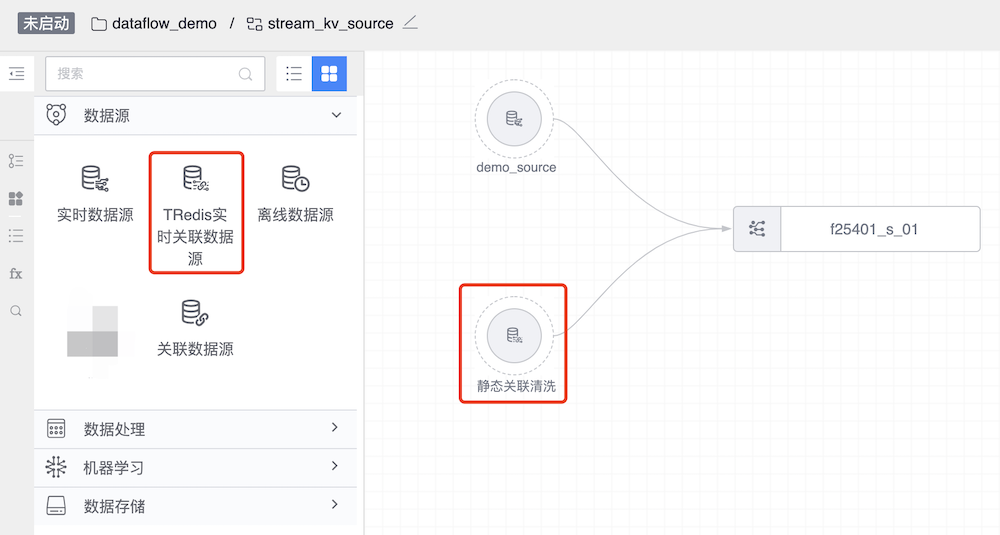 未启动 dataflow_demo / stream_kv_source
搜索
数据源
实时数据源
TRedis实
时关联数据
源
离线数据源
关联数据源
数据处理
机器学习
数据存储
fx
demo_source
f25401_s_01
静态关联清洗